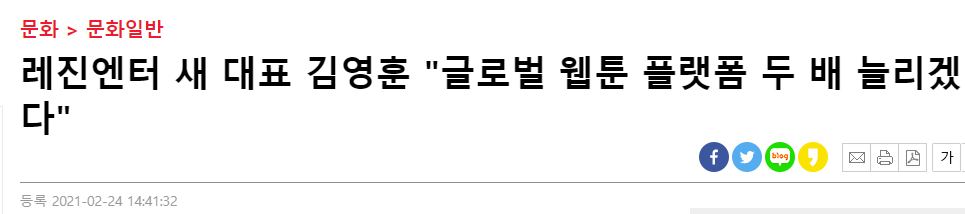 문화 > 문화일반
레진엔터 새 대표 김영훈 "글로벌 웹툰 플랫폼 두 배 늘리겠
다"
blog
가
등록 2021-02-24 14:41:32